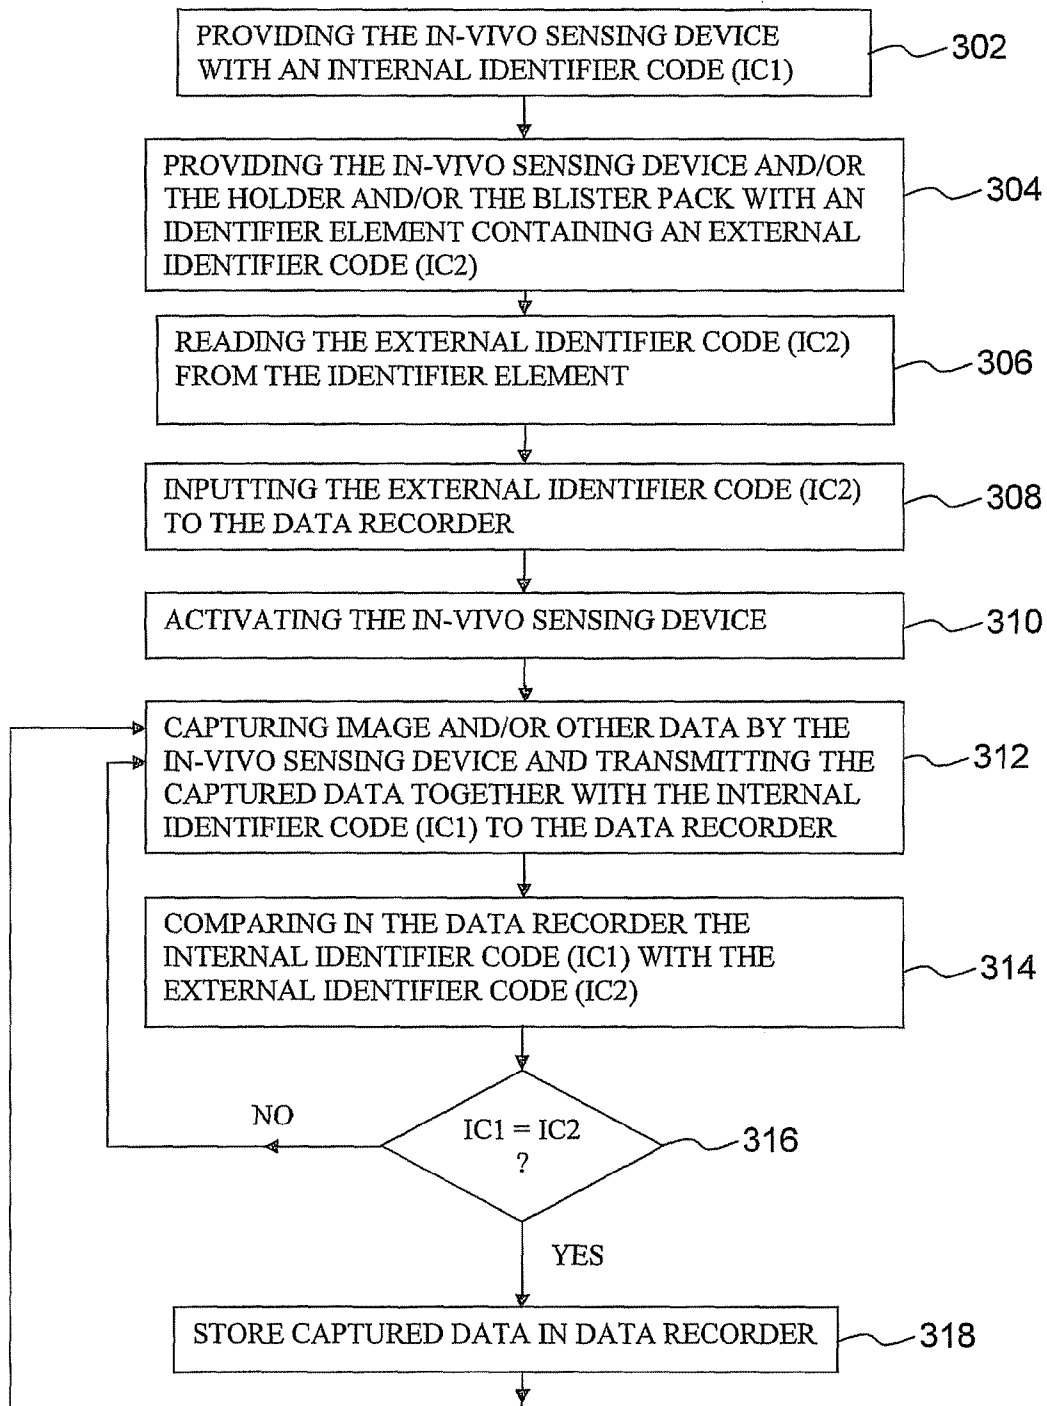 PROVIDING THE IN-VIVO SENSING DEVICE
WITH AN INTERNAL IDENTIFIER CODE (IC1)
302
PROVIDING THE IN-VIVO SENSING DEVICE AND/OR
THE HOLDER AND/OR THE BLISTER PACK WITH AN
IDENTIFIER ELEMENT CONTAINING AN EXTERNAL
IDENTIFIER CODE (IC2)
304
READING THE EXTERNAL IDENTIFIER CODE (IC2)
FROM THE IDENTIFIER ELEMENT
306
INPUTTING THE EXTERNAL IDENTIFIER CODE (IC2)
TO THE DATA RECORDER
308
ACTIVATING THE IN-VIVO SENSING DEVICE
310
CAPTURING IMAGE AND/OR OTHER DATA BY THE
IN-VIVO SENSING DEVICE AND TRANSMITTING THE
CAPTURED DATA TOGETHER WITH THE INTERNAL
IDENTIFIER CODE (IC1) TO THE DATA RECORDER
312
COMPARING IN THE DATA RECORDER THE
INTERNAL IDENTIFIER CODE (IC1) WITH THE
EXTERNAL IDENTIFIER CODE (IC2)
314
NO
IC1 = IC2
?
316
YES
STORE CAPTURED DATA IN DATA RECORDER
318